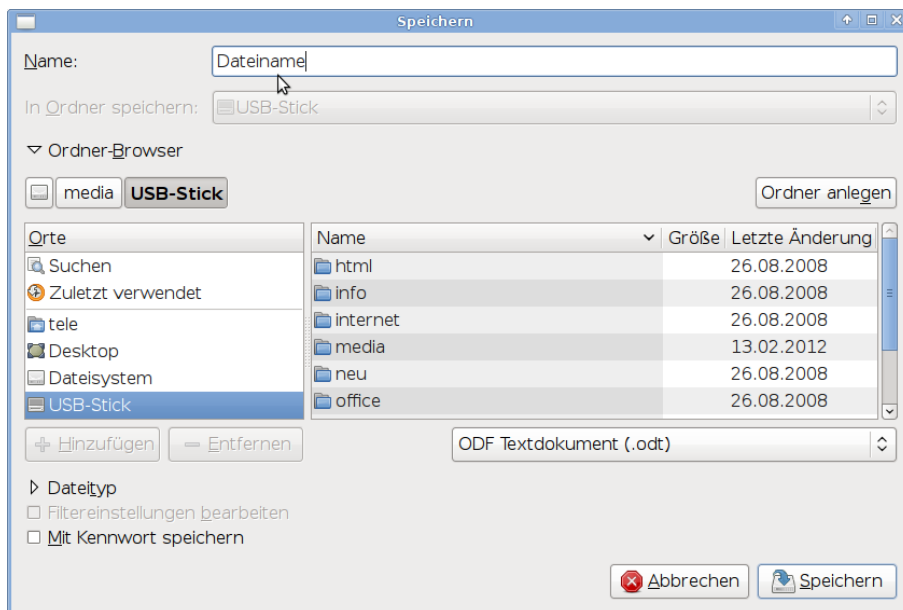 Speichern
Name: Dateiname
In Ordner speichern: USB-Stick
Ordner-Browser
media USB-Stick Ordner anlegen
Orte Name Größe Letzte Änderung
Suchen html 26.08.2008
Zuletzt verwendet info 26.08.2008
tele internet 26.08.2008
Desktop media 13.02.2012
Dateisystem neu 26.08.2008
USB-Stick office 26.08.2008
Hinzufügen Entfernen ODF Textdokument (.odt)
Dateityp
Filtereinstellungen bearbeiten
Mit Kennwort speichern
Abbrechen Speichern